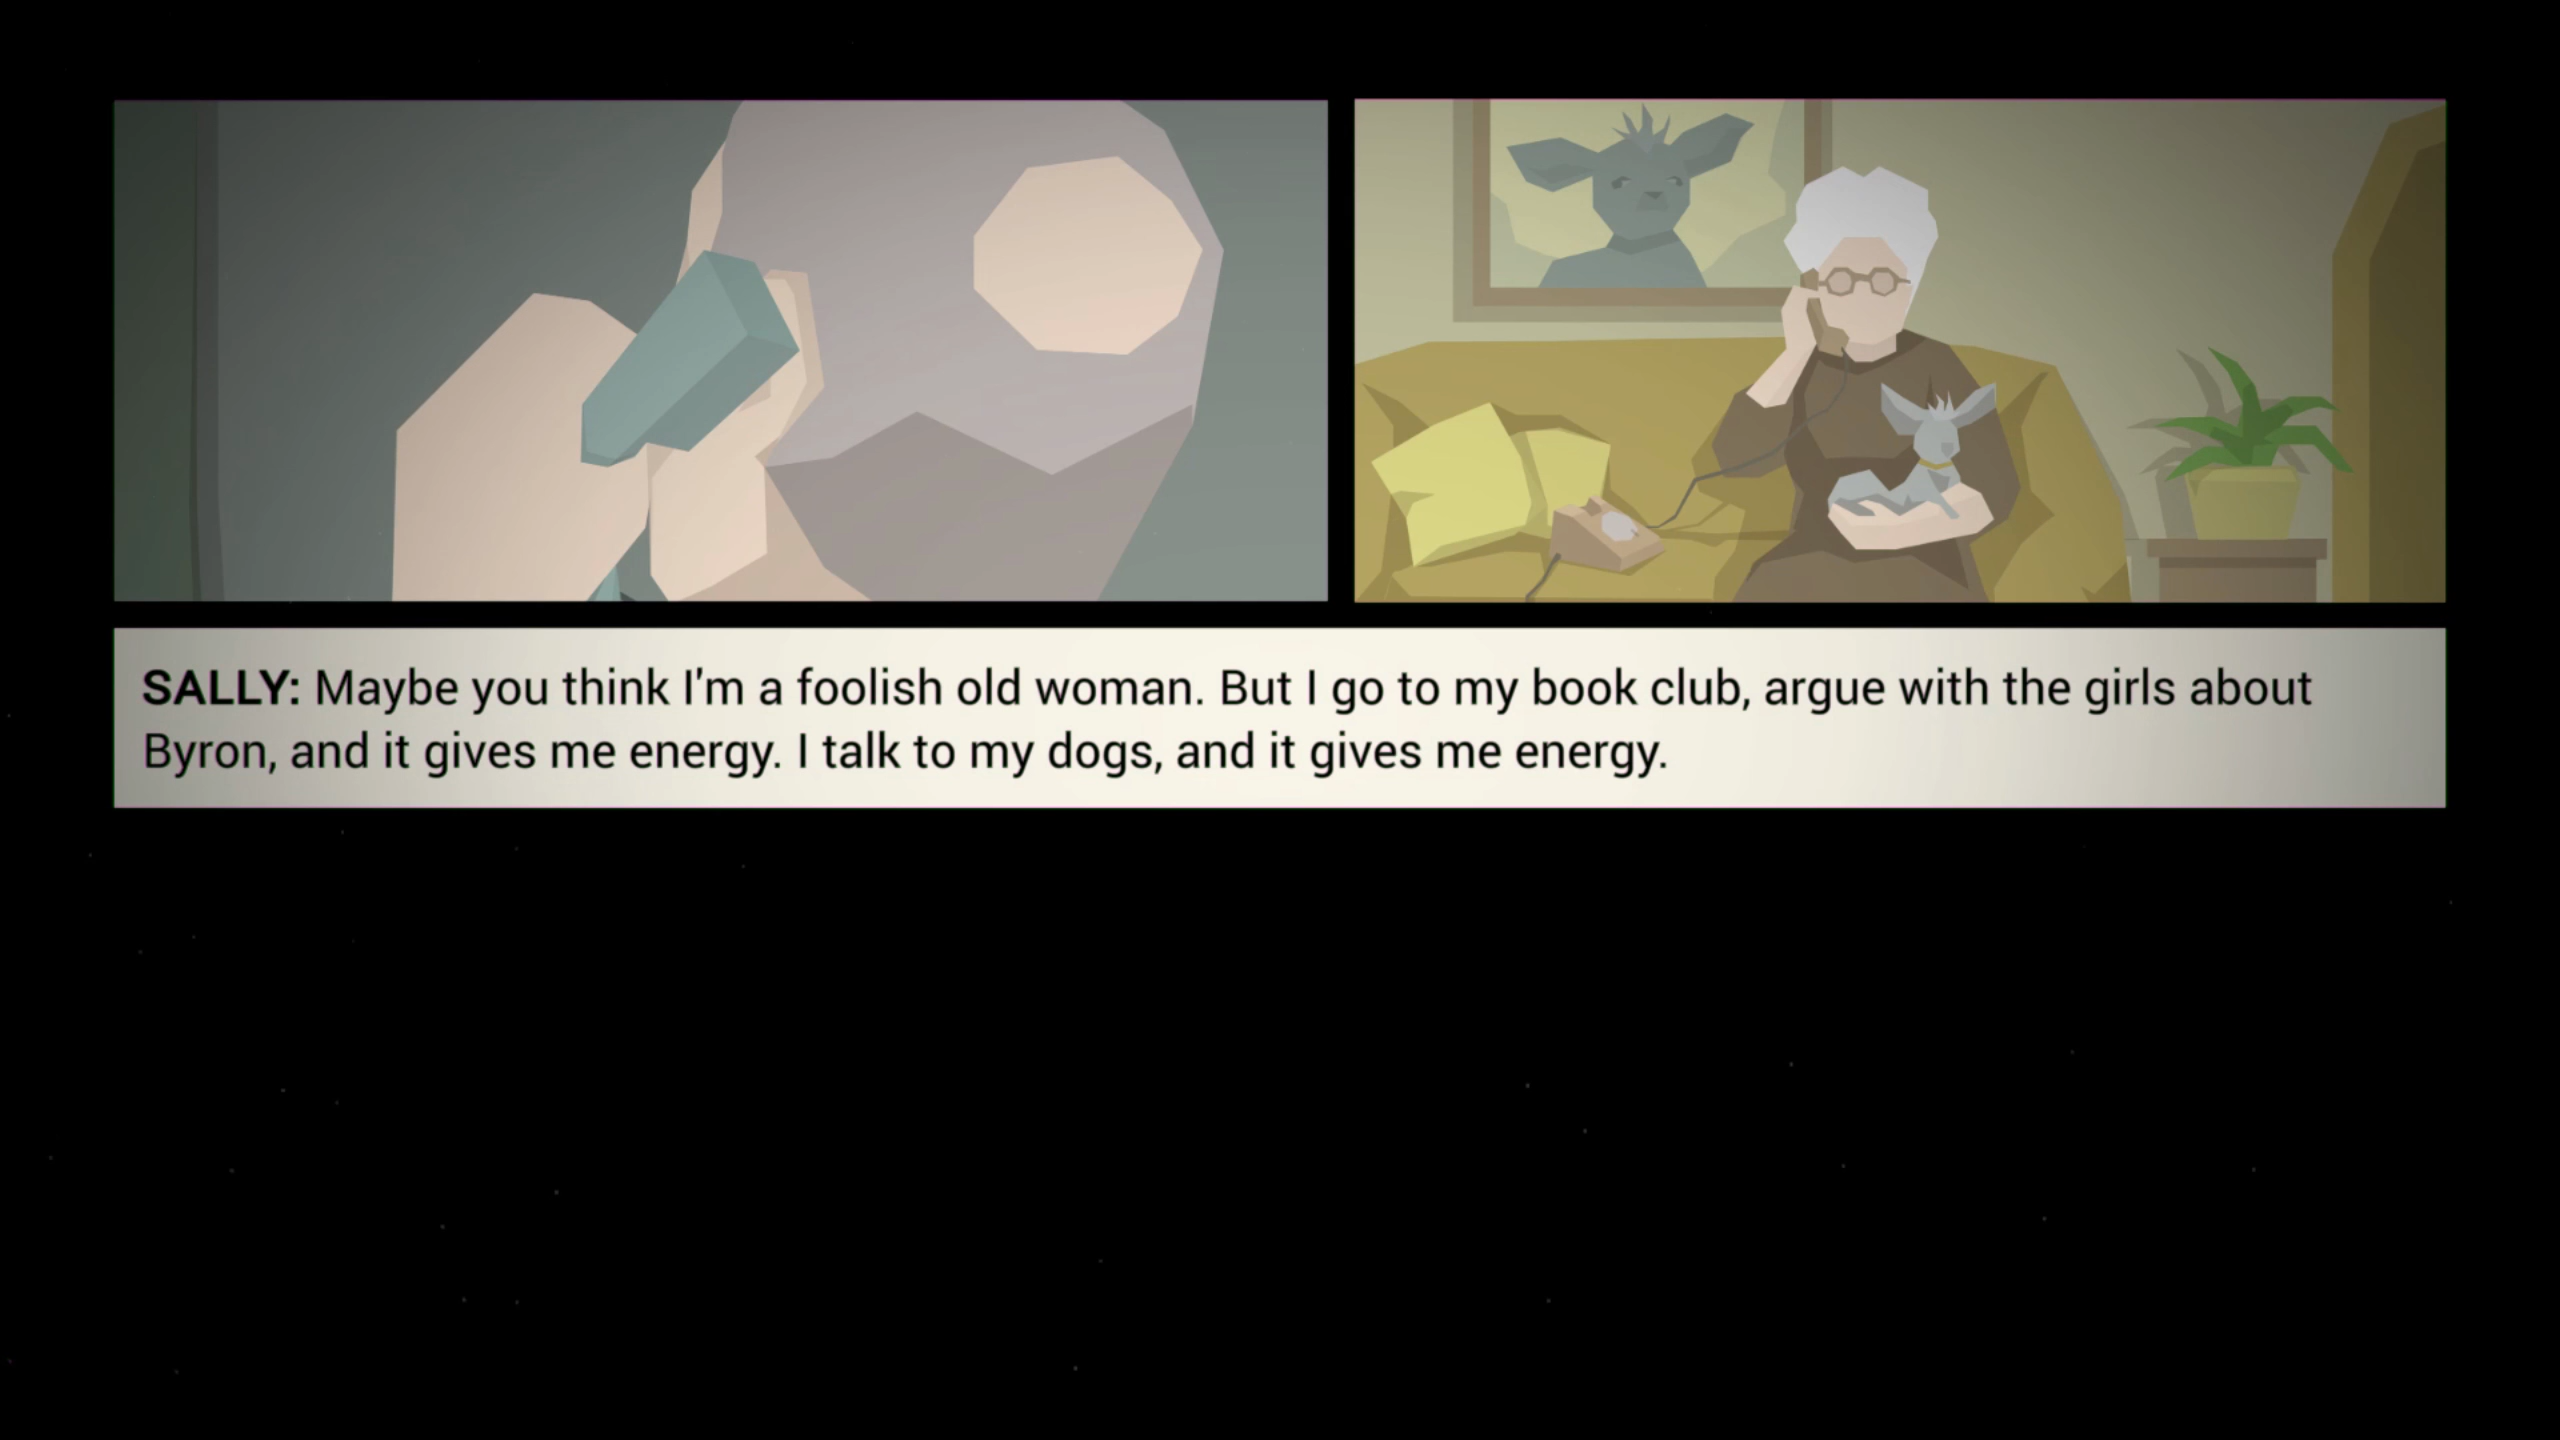 SALLY: Maybe you think I'm a foolish old woman. But I go to my book club, argue with the girls about
Byron, and it gives me energy. I talk to my dogs, and it gives me energy.